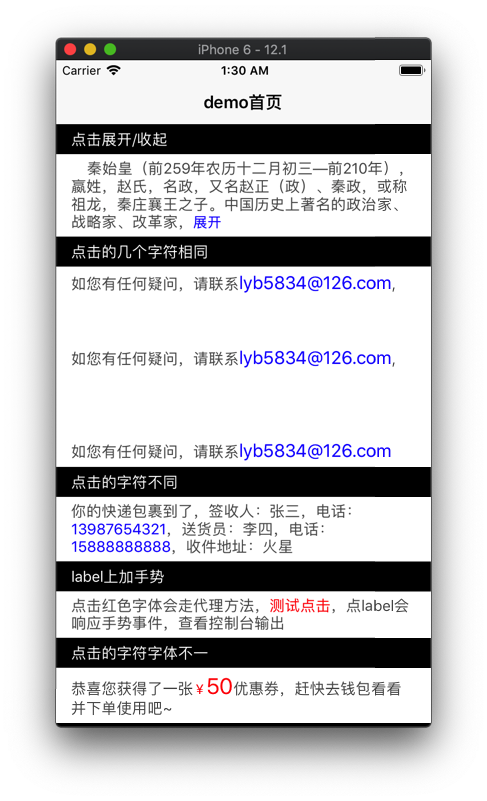 iPhone 6 - 12.1
Carrier 1:30 AM
demo首页
点击展开/收起
秦始皇（前259年农历十二月初三—前210年），
嬴姓，赵氏，名政，又名赵正（政）、秦政，或称
祖龙，秦庄襄王之子。中国历史上著名的政治家、
战略家、改革家，展开
点击的几个字符相同
如您有任何疑问，请联系lyb5834@126.com,
如您有任何疑问，请联系lyb5834@126.com,
如您有任何疑问，请联系lyb5834@126.com
点击的字符不同
你的快递包裹到了，签收人：张三，电话：
13987654321，送货员：李四，电话：
15888888888，收件地址：火星
label上加手势
点击红色字体会走代理方法，测试点击，点label会
响应手势事件，查看控制台输出
点击的字符字体不一
恭喜您获得了一张￥50优惠券，赶快去钱包看看
并下单使用吧~